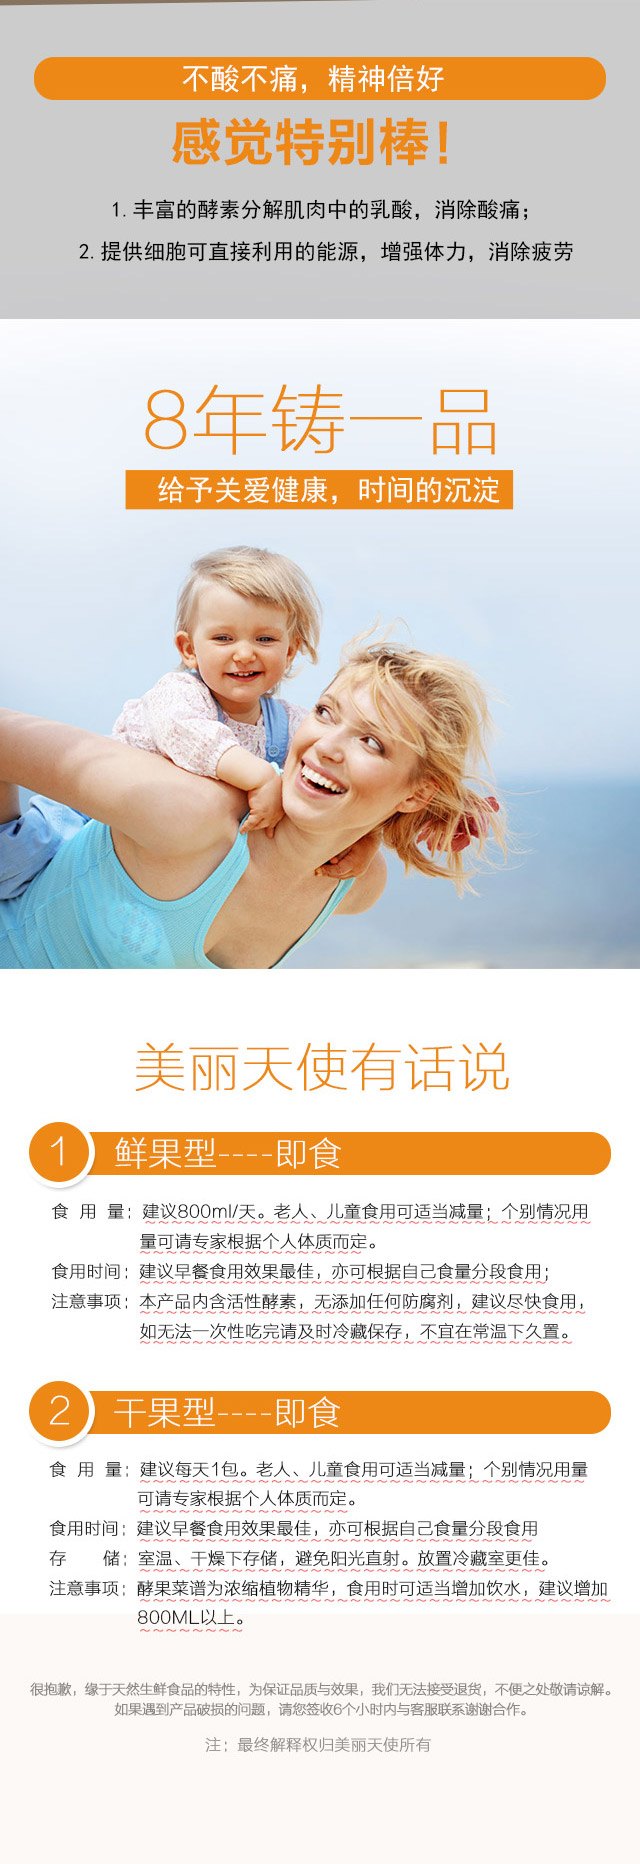 不酸不痛，精神倍好
感觉特别棒！
1.丰富的酵素分解肌肉中的乳酸，消除酸痛；
2.提供细胞可直接利用的能源，增强体力，消除疲劳
8年铸一品
给予关爱健康，时间的沉淀
美丽天使有话说
1 鲜果型----即食
食 用 量：建议800ml/天。老人、儿童食用可适当减量；个别情况用
量可请专家根据个人体质而定。
食用时间：建议早餐食用效果最佳，亦可根据自己食量分段食用；
注意事项：本产品内含活性酵素，无添加任何防腐剂，建议尽快食用，
如无法一次性吃完请及时冷藏保存，不宜在常温下久置。
2 干果型----即食
食 用 量：建议每天1包。老人、儿童食用可适当减量；个别情况用量
可请专家根据个人体质而定。
食用时间：建议早餐食用效果最佳，亦可根据自己食量分段食用
存 储：室温、干燥下存储，避免阳光直射。放置冷藏室更佳。
注意事项：酵果菜谱为浓缩植物精华，食用时可适当增加饮水，建议增加
800ML以上。
很抱歉，缘于天然生鲜食品的特性，为保证品质与效果，我们无法接受退货，不便之处敬请谅解。
如果遇到产品破损的问题，请您签收6个小时内与客服联系谢谢合作。
注：最终解释权归美丽天使所有